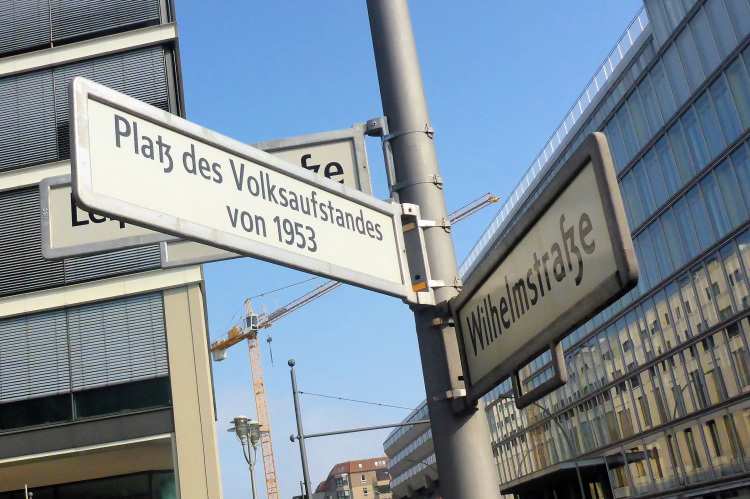 Platz des Volksaufstandes
von 1953
Wilhelmstraße